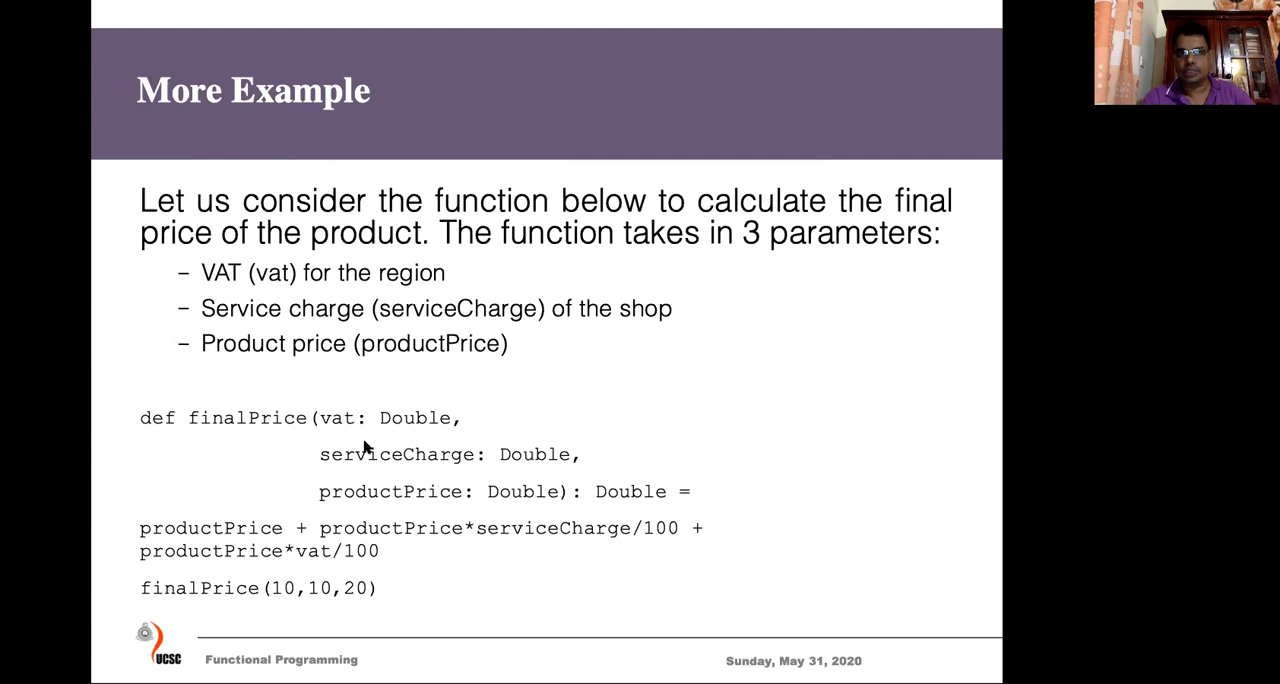 More Example
Let us consider the function below to calculate the final
price of the product. The function takes in 3 parameters:
– VAT (vat) for the region
– Service charge (serviceCharge) of the shop
– Product price (productPrice)
def finalPrice(vat: Double,
serviceCharge: Double,
productPrice: Double): Double =
productPrice + productPrice*serviceCharge/100 +
productPrice*vat/100
finalPrice(10,10,20)
UCSC
Functional Programming
Sunday, May 31, 2020